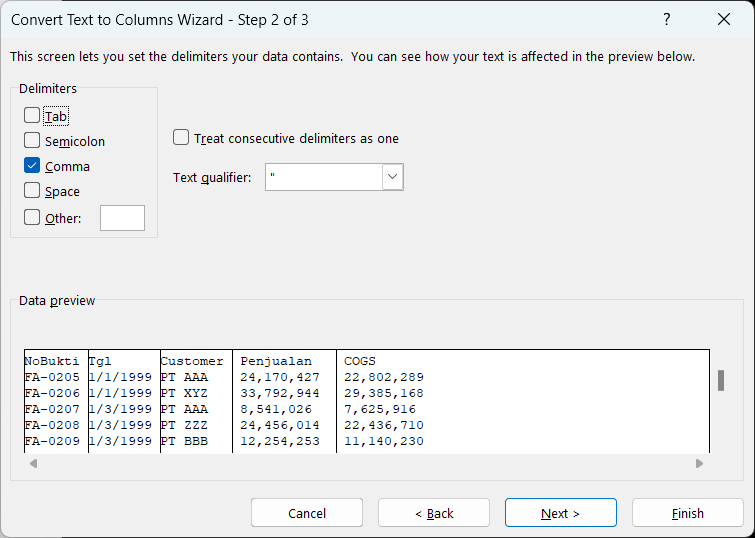 Convert Text to Columns Wizard - Step 2 of 3 ? ×
This screen lets you set the delimiters your data contains.  You can see how your text is affected in the preview below.
Delimiters
Tab
Semicolon
Comma
Space
Other:
Treat consecutive delimiters as one
Text qualifier: "
Data preview
NoBukti Tgl Customer Penjualan COGS
FA-0205 1/1/1999 PT AAA 24,170,427 22,802,289
FA-0206 1/1/1999 PT XYZ 33,792,944 29,385,168
FA-0207 1/3/1999 PT AAA 8,541,026 7,625,916
FA-0208 1/3/1999 PT ZZZ 24,456,014 22,436,710
FA-0209 1/3/1999 PT BBB 12,254,253 11,140,230
Cancel < Back Next > Finish